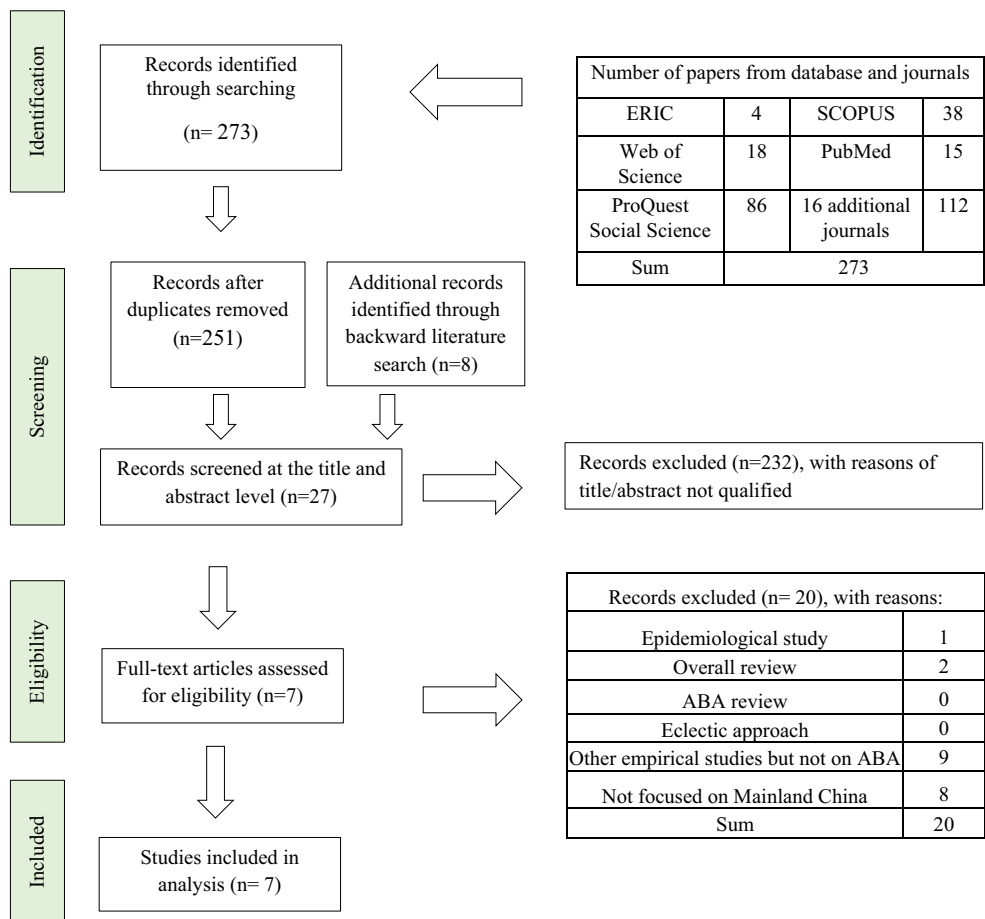 Identification
Records identified
through searching
(n= 273)
Number of papers from database and journals
ERIC 4 SCOPUS 38
Web of
Science 18 PubMed 15
ProQuest
Social Science 86 16 additional
journals 112
Sum 273
Screening
Records after
duplicates removed
(n=251)
Additional records
identified through
backward literature
search (n=8)
Records screened at the title and
abstract level (n=27)
Records excluded (n=232), with reasons of
title/abstract not qualified
Eligibility
Full-text articles assessed
for eligibility (n=7)
Records excluded (n= 20), with reasons:
Epidemiological study 1
Overall review 2
ABA review 0
Eclectic approach 0
Other empirical studies but not on ABA 9
Not focused on Mainland China 8
Sum 20
Included
Studies included in
analysis (n= 7)